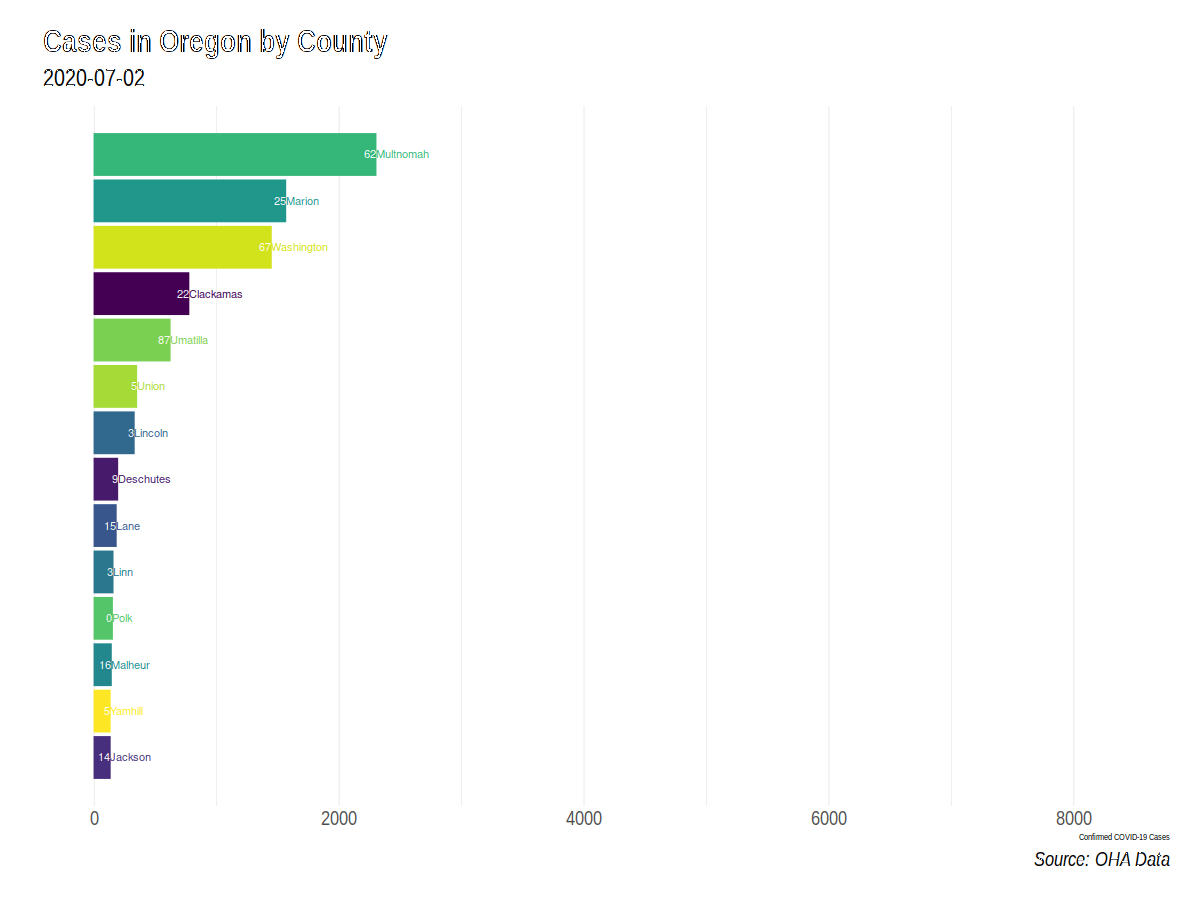 Cases in Oregon by County
2020-07-02
62Multnomah
25Marion
67Washington
22Clackamas
87Umatilla
5Union
3Lincoln
9Deschutes
15Lane
3Linn
0Polk
16Malheur
5Yamhill
14Jackson
0 2000 4000 6000 8000
Confirmed COVID-19 Cases
Source: OHA Data